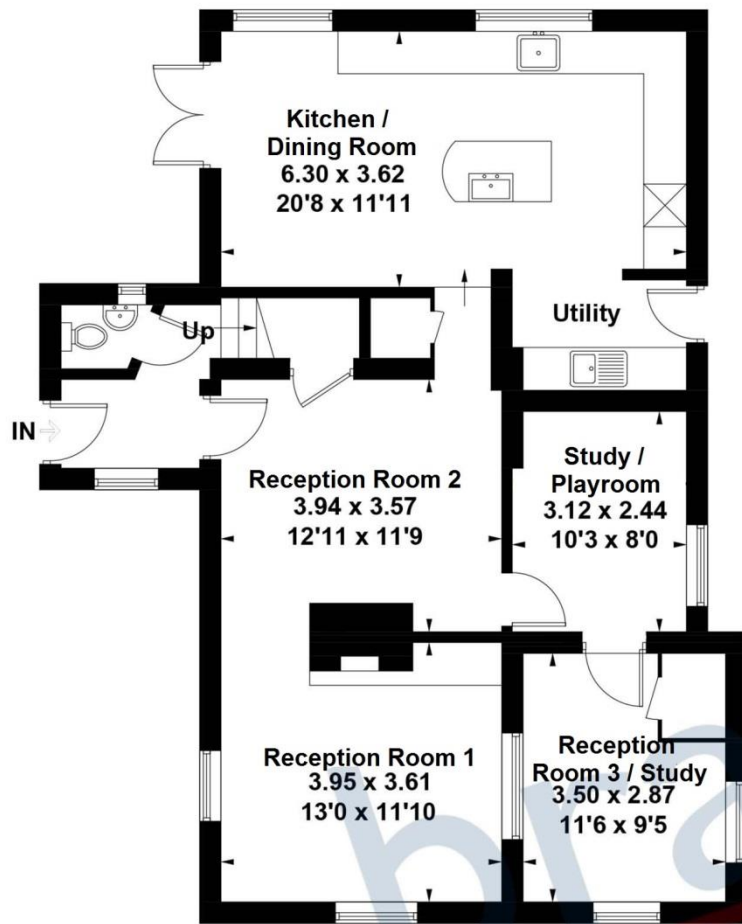 Kitchen /
Dining Room
6.30 x 3.62
20'8 x 11'11
Up
Utility
IN
Reception Room 2
3.94 x 3.57
12'11 x 11'9
Study /
Playroom
3.12 x 2.44
10'3 x 8'0
Reception Room 1
3.95 x 3.61
13'0 x 11'10
Reception
Room 3 / Study
3.50 x 2.87
11'6 x 9'5
bra